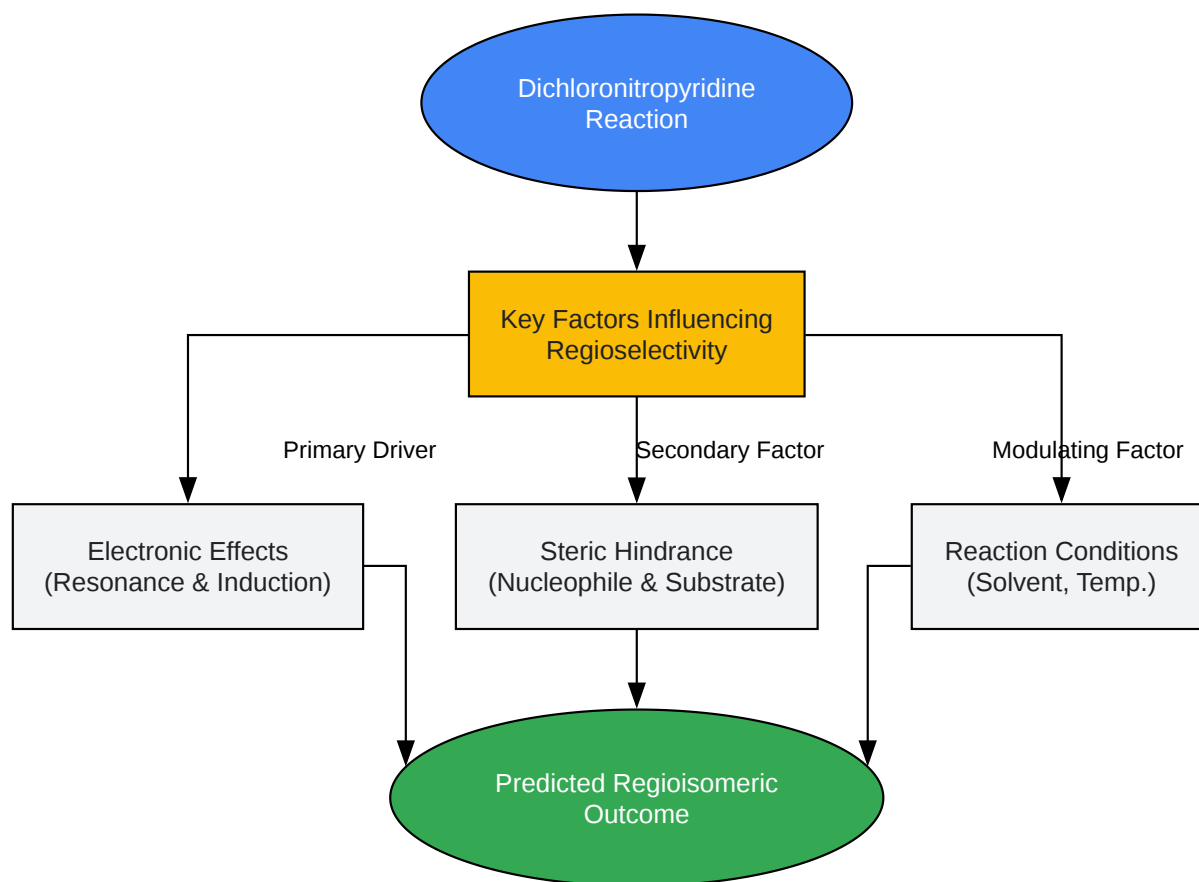 Dichloronitropyridine
Reaction
Key Factors Influencing
Regioselectivity
Primary Driver
Secondary Factor
Modulating Factor
Electronic Effects
(Resonance & Induction)
Steric Hindrance
(Nucleophile & Substrate)
Reaction Conditions
(Solvent, Temp.)
Predicted Regioisomeric
Outcome